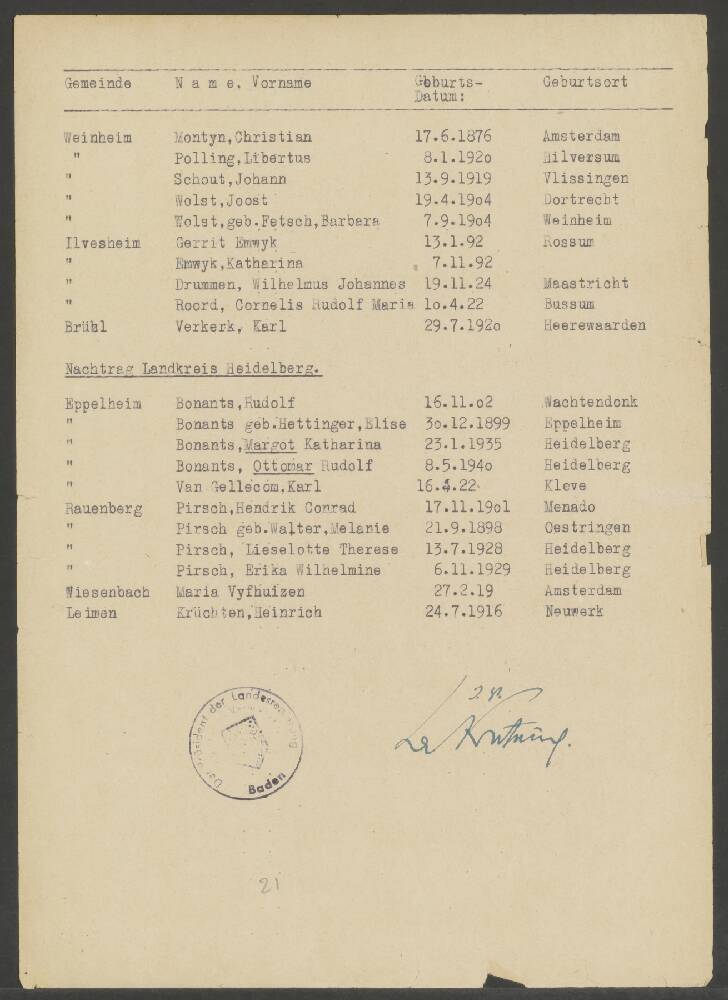 Gemeinde N a m e. Vorname Geburts- Geburtsort
Datum:
Weinheim Montyn,Christian 17.6.1876 Amsterdam
" Polling,Libertus 8.1.192o Hilversum
" Schout,Johann 13.9.1919 Vlissingen
" Wolst,Joost 19.4.19o4 Dortrecht
" Wolst,geb.Fetsch,Barbara 7.9.19o4 Weinheim
Ilvesheim Gerrit Emwyk 13.1.92 Rossum
" Emwyk,Katharina 7.11.92
" Drummen, Wilhelmus Johannes 19.11.24 Maastricht
" Roord, Cornelis Rudolf Maria 1o.4.22 Bussum
Brühl Verkerk, Karl 29.7.192o Heerewaarden
Nachtrag Landkreis Heidelberg.
Eppelheim Bonants,Rudolf 16.11.o2 Wachtendonk
" Bonants geb.Hettinger,Elise 3o.12.1899 Eppelheim
" Bonants,Margot Katharina 23.1.1935 Heidelberg
" Bonants, Ottomar Rudolf 8.5.194o Heidelberg
" Van Gellecom,Karl 16.4.22 Kleve
Rauenberg Pirsch,Hendrik Conrad 17.11.19o1 Menado
" Pirsch geb.Walter,Melanie 21.9.1898 Oestringen
" Pirsch, Lieselotte Therese 13.7.1928 Heidelberg
" Pirsch, Erika Wilhelmine 6.11.1929 Heidelberg
Wiesenbach Maria Vyfhuizen 27.2.19 Amsterdam
Leimen Krüchten,Heinrich 24.7.1916 Neuwerk
Der Präsident der Landesregierung
Baden
21